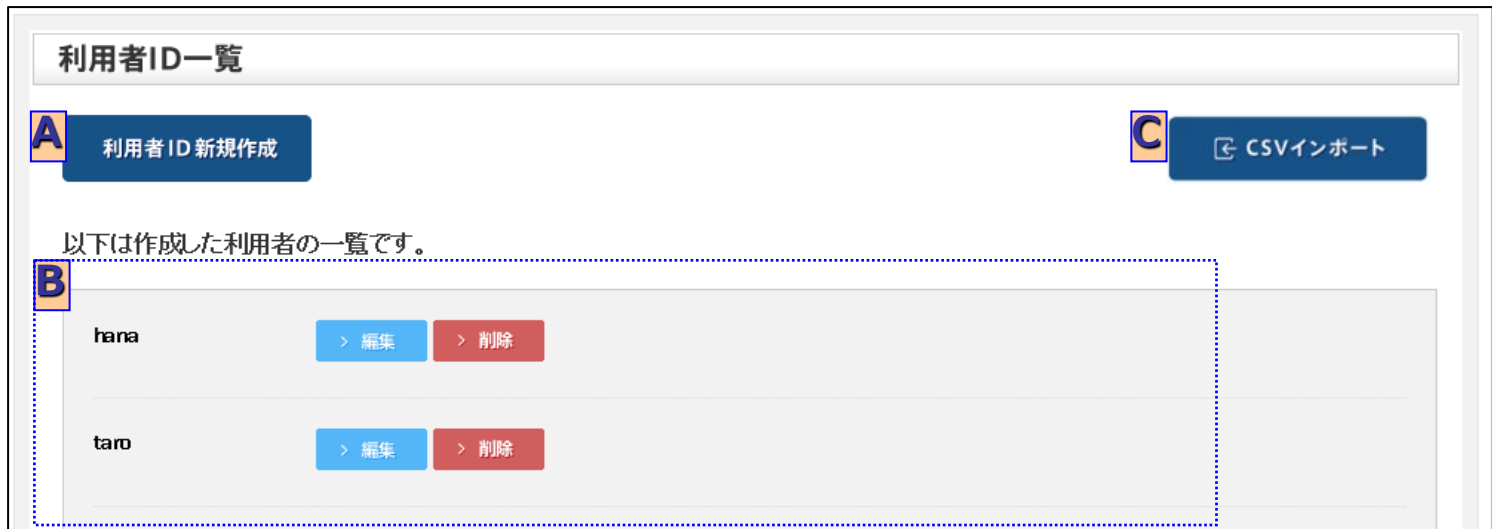 利用者ID一覧
A
利用者ID新規作成
C
CSVインポート
以下は作成した利用者の一覧です。
B
hana
> 編集
> 削除
taro
> 編集
> 削除